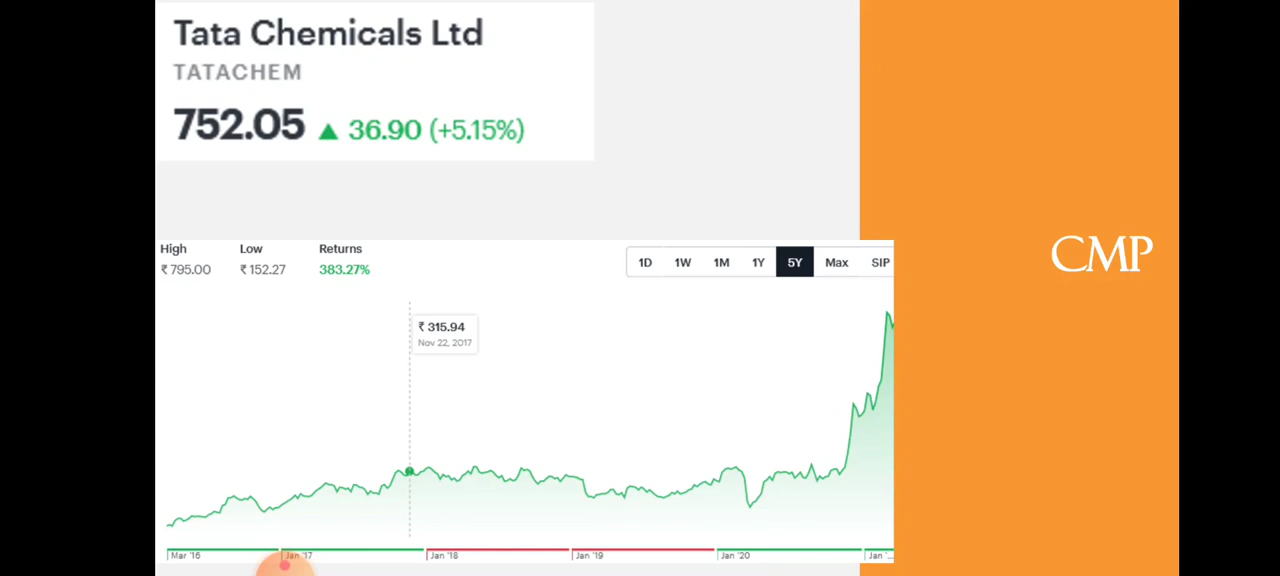 Tata Chemicals Ltd
TATACHEM
752.05 ▲ 36.90 (+5.15%)
CMP
High Low Returns
₹795.00 ₹152.27 383.27%
1D 1W 1M 1Y 5Y Max SIP
₹ 315.94
Nov 22, 2017
Mar '16 Jan '17 Jan '18 Jan '19 Jan '20 Jan '...